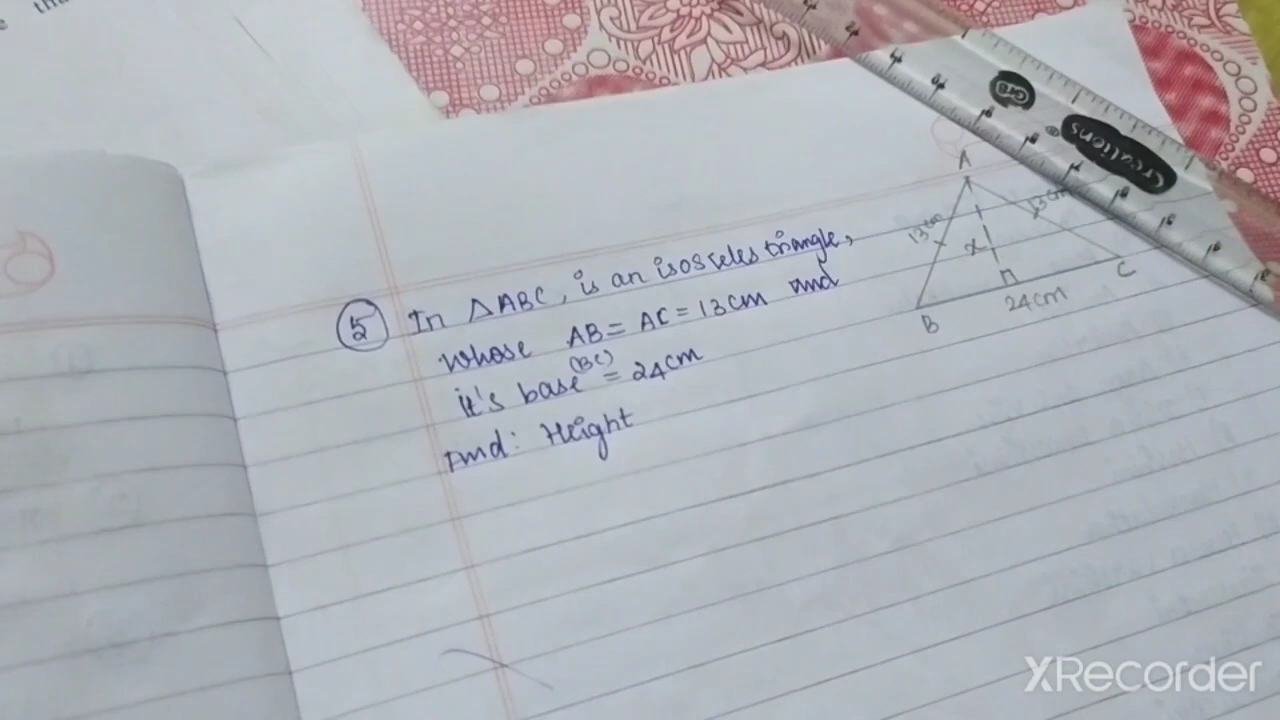 ⑤ In △ABC, is an isosceles triangle,
whose AB = AC = 13cm and
(BC)
it's base = 24cm
Find: Height
A
13cm
13cm
x
B
C
24cm
Creations
XRecorder